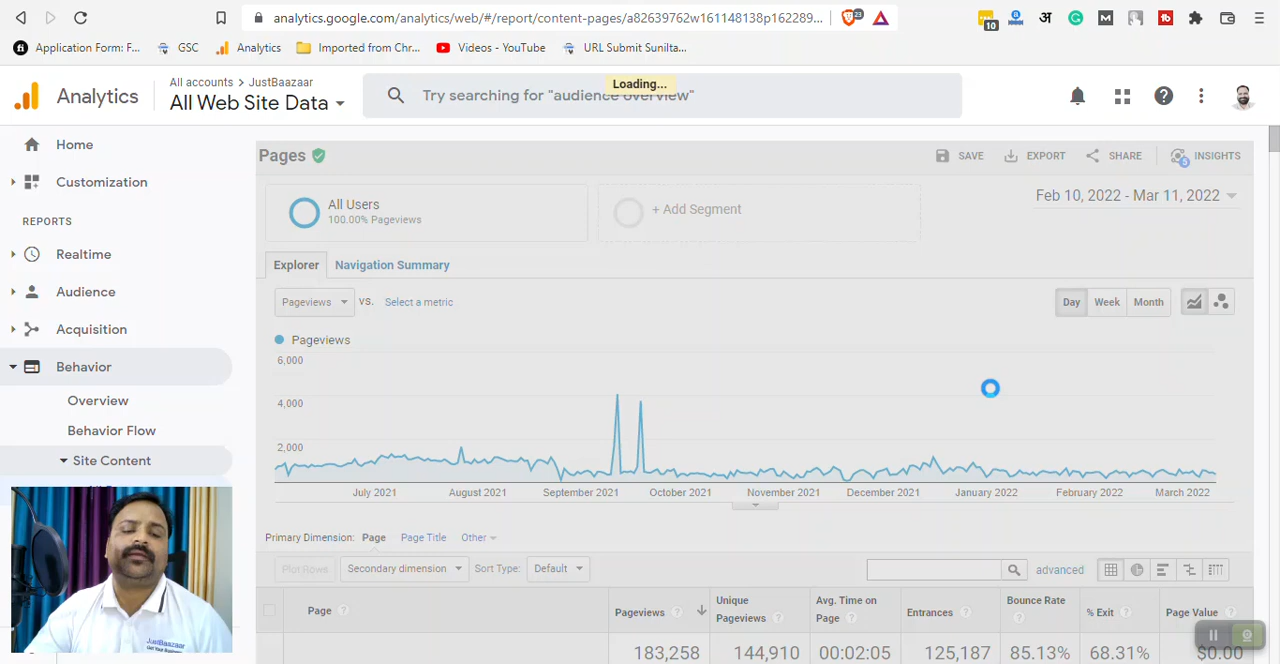 analytics.google.com/analytics/web/#/report/content-pages/a82639762w161148138p162289...
23
10
अ
Application Form: F...
GSC
Analytics
Imported from Chr...
Videos - YouTube
URL Submit Sunilta...
Analytics
All accounts > JustBaazaar
All Web Site Data
Try searching for "audience overview"
Loading...
Home
Customization
REPORTS
Realtime
Audience
Acquisition
Behavior
Overview
Behavior Flow
Site Content
Pages
SAVE
EXPORT
SHARE
INSIGHTS
5
All Users
100.00% Pageviews
+ Add Segment
Feb 10, 2022 - Mar 11, 2022
Explorer
Navigation Summary
Pageviews
VS.
Select a metric
Day
Week
Month
Pageviews
6,000
4,000
2,000
July 2021
August 2021
September 2021
October 2021
November 2021
December 2021
January 2022
February 2022
March 2022
Primary Dimension:
Page
Page Title
Other
Plot Rows
Secondary dimension
Sort Type:
Default
advanced
Page
Pageviews
Unique Pageviews
Avg. Time on Page
Entrances
Bounce Rate
% Exit
Page Value
183,258
144,910
00:02:05
125,187
85.13%
68.31%
$0.00
JustBaazaar